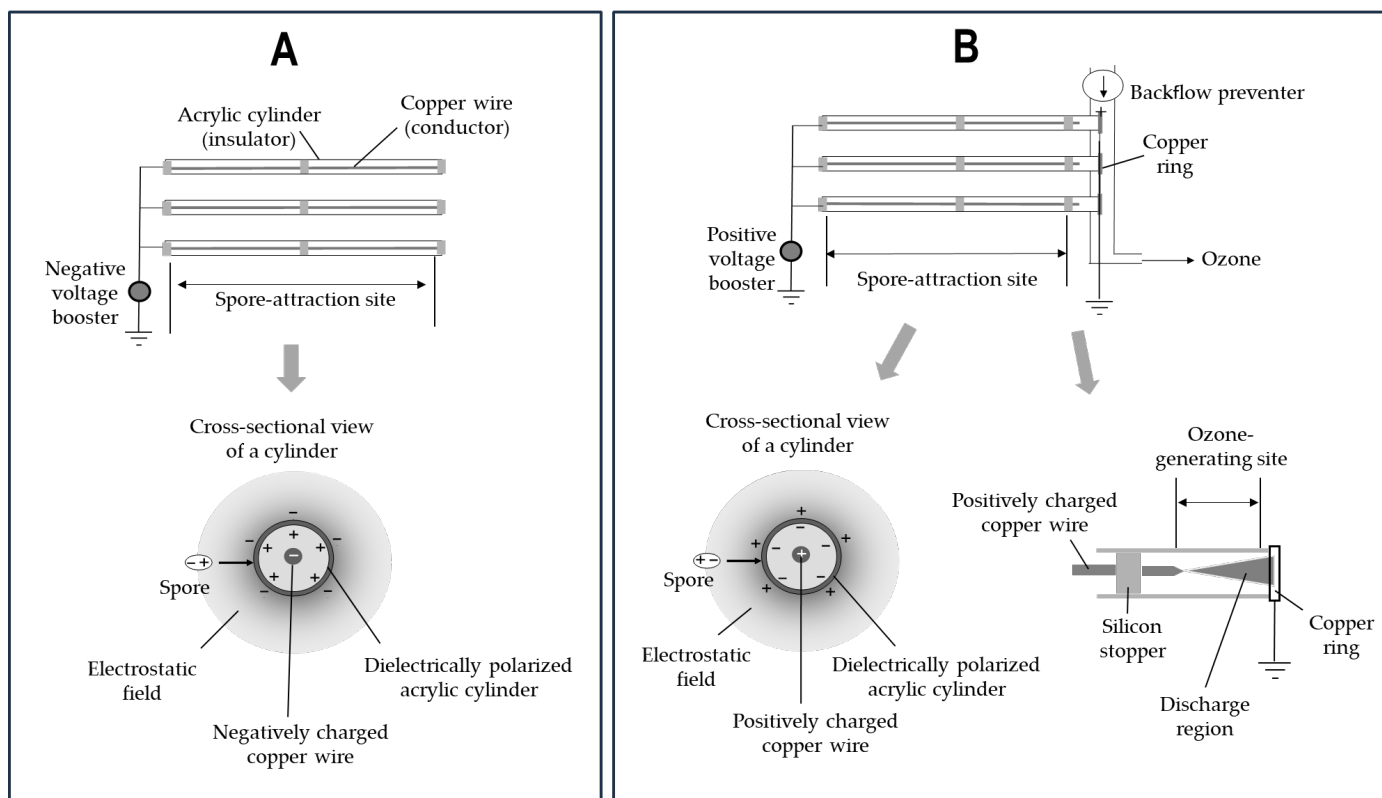 A
Acrylic cylinder
(insulator)
Copper wire
(conductor)
Negative
voltage
booster
Spore-attraction site
Cross-sectional view
of a cylinder
Spore
Electrostatic
field
Dielectrically polarized
acrylic cylinder
Negatively charged
copper wire
B
Backflow preventer
Copper
ring
Positive
voltage
booster
Spore-attraction site
Ozone
Cross-sectional view
of a cylinder
Spore
Electrostatic
field
Dielectrically polarized
acrylic cylinder
Positively charged
copper wire
Ozone-
generating site
Positively charged
copper wire
Silicon
stopper
Copper
ring
Discharge
region